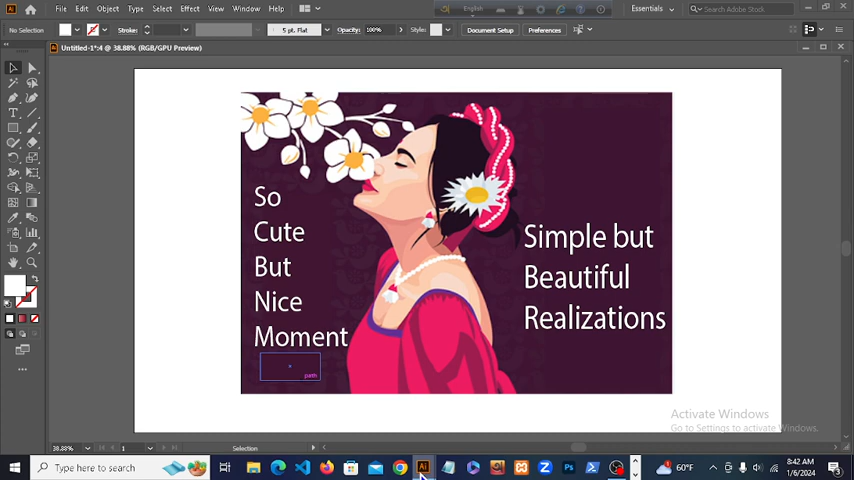 File Edit Object Type Select Effect View Window Help
English
Essentials
Search Adobe Stock
No Selection
Stroke:
5 pt. Flat
Opacity: 100%
Style:
Document Setup
Preferences
Untitled-1*:4 @ 38.88% (RGB/GPU Preview)
So
Cute
But
Nice
Moment
path
Simple but
Beautiful
Realizations
Activate Windows
Go to Settings to activate Windows.
38.88%
1
Selection
Type here to search
60°F
8:42 AM
1/6/2024
3